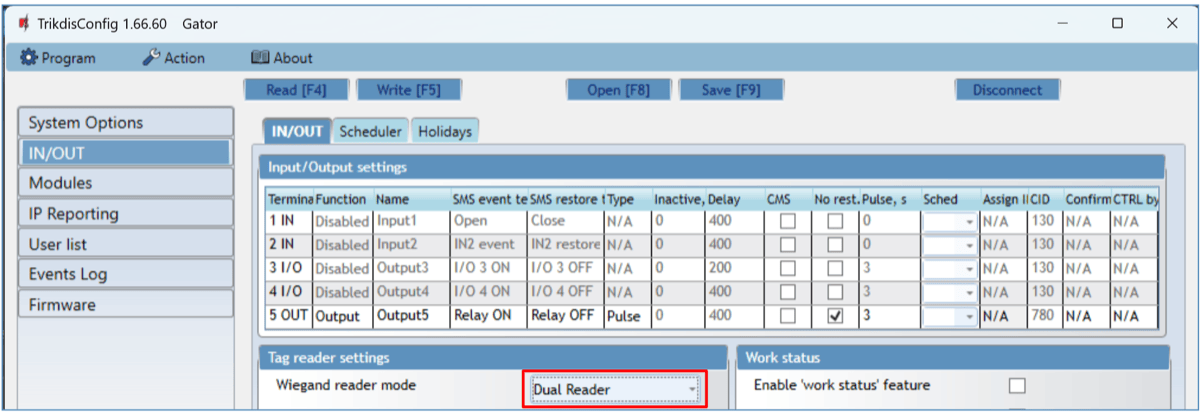 TrikdisConfig 1.66.60 Gator
Program Action About
Read [F4] Write [F5] Open [F8] Save [F9] Disconnect
System Options
IN/OUT
Modules
IP Reporting
User list
Events Log
Firmware
IN/OUT Scheduler Holidays
Input/Output settings
Termina Function Name SMS event te SMS restore t Type Inactive, Delay CMS No rest. Pulse, s Sched Assign II CID Confirm CTRL by
1 IN Disabled Input1 Open Close N/A 0 400 0 N/A 130 N/A N/A
2 IN Disabled Input2 IN2 event IN2 restore N/A 0 400 0 N/A 130 N/A N/A
3 I/O Disabled Output3 I/O 3 ON I/O 3 OFF N/A 0 200 3 N/A 130 N/A N/A
4 I/O Disabled Output4 I/O 4 ON I/O 4 OFF N/A 0 400 3 N/A 130 N/A N/A
5 OUT Output Output5 Relay ON Relay OFF Pulse 0 400 3 N/A 780 N/A N/A
Tag reader settings
Wiegand reader mode Dual Reader
Work status
Enable 'work status' feature